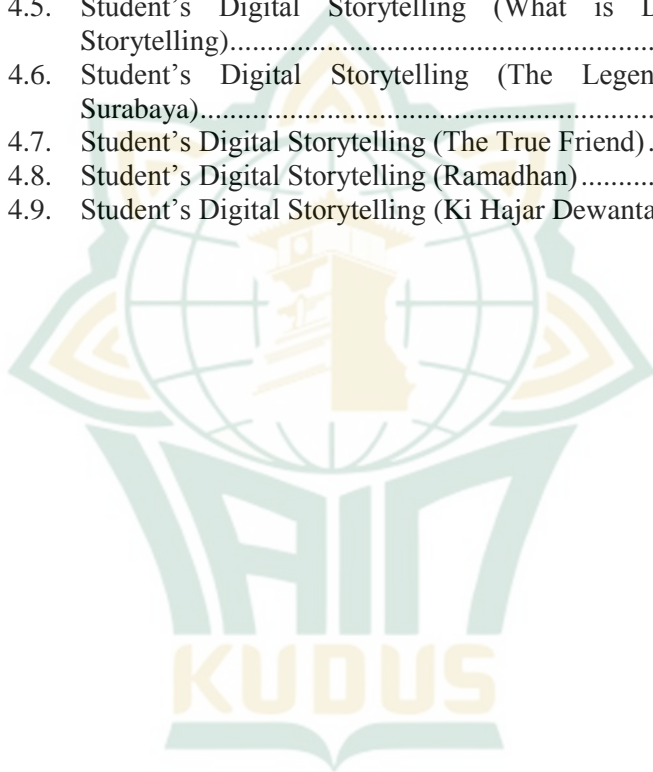 4.5. Student’s Digital Storytelling (What is D
Storytelling)....................................................
4.6. Student’s Digital Storytelling (The Legen
Surabaya).........................................................
4.7. Student’s Digital Storytelling (The True Friend) .
4.8. Student’s Digital Storytelling (Ramadhan) ..........
4.9. Student’s Digital Storytelling (Ki Hajar Dewanta
IAIN
KUDUS